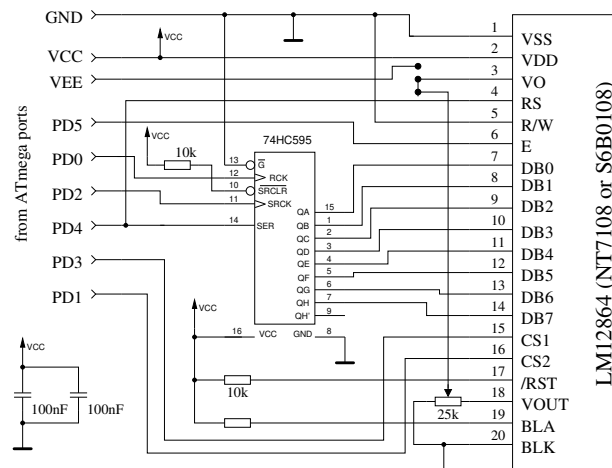 GND
VCC
VEE
PD5
PD0
PD2
PD4
PD3
PD1
from ATmega ports
VCC
VCC
10k
74HC595
13 G
12 RCK
10 SRCLR
11 SRCK
14 SER
QA 15
QB 1
QC 2
QD 3
QE 4
QF 5
QG 6
QH 7
QH' 9
16 VCC GND 8
VCC
100nF 100nF
10k
25k
1 VSS
2 VDD
3 VO
4 RS
5 R/W
6 E
7 DB0
8 DB1
9 DB2
10 DB3
11 DB4
12 DB5
13 DB6
14 DB7
15 CS1
16 CS2
17 /RST
18 VOUT
19 BLA
20 BLK
LM12864 (NT7108 or S6B0108)